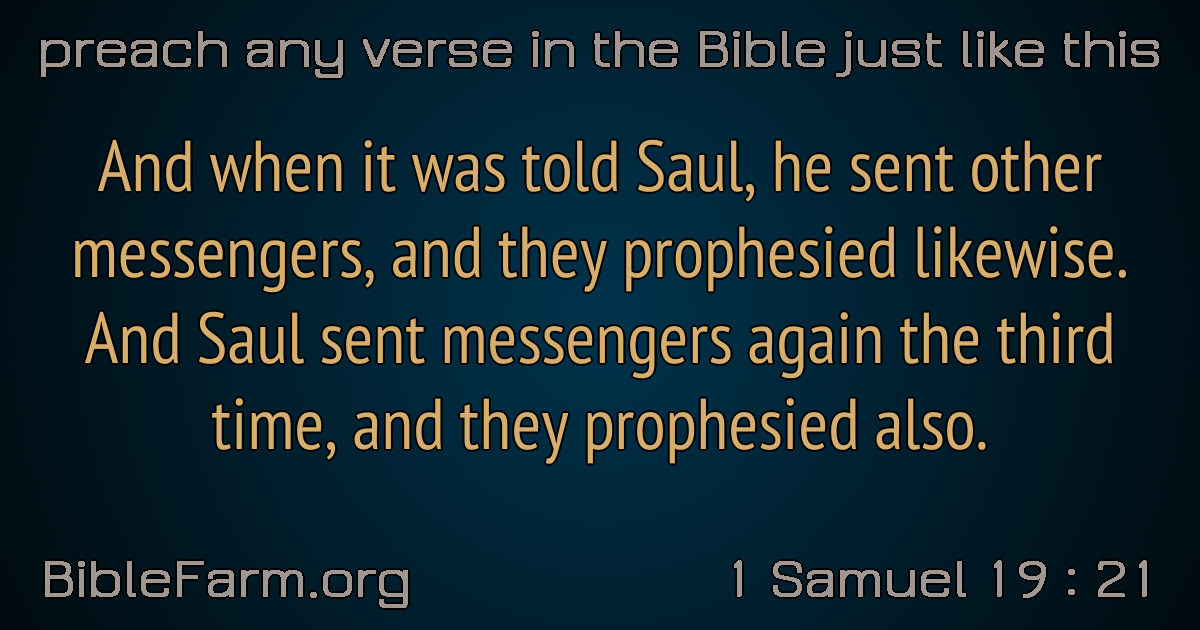 preach any verse in the Bible just like this
And when it was told Saul, he sent other
messengers, and they prophesied likewise.
And Saul sent messengers again the third
time, and they prophesied also.
BibleFarm.org
1 Samuel 19 : 21